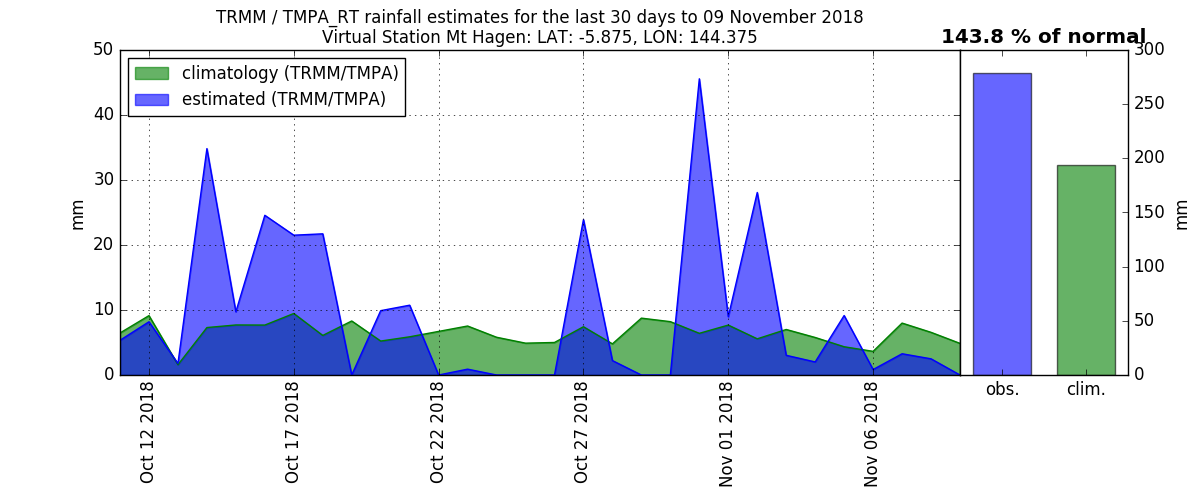 TRMM / TMPA_RT rainfall estimates for the last 30 days to 09 November 2018
Virtual Station Mt Hagen: LAT: -5.875, LON: 144.375
143.8 % of normal
climatology (TRMM/TMPA)
estimated (TRMM/TMPA)
50
40
30
20
10
0
mm
Oct 12 2018
Oct 17 2018
Oct 22 2018
Oct 27 2018
Nov 01 2018
Nov 06 2018
300
250
200
150
100
50
0
mm
obs.
clim.